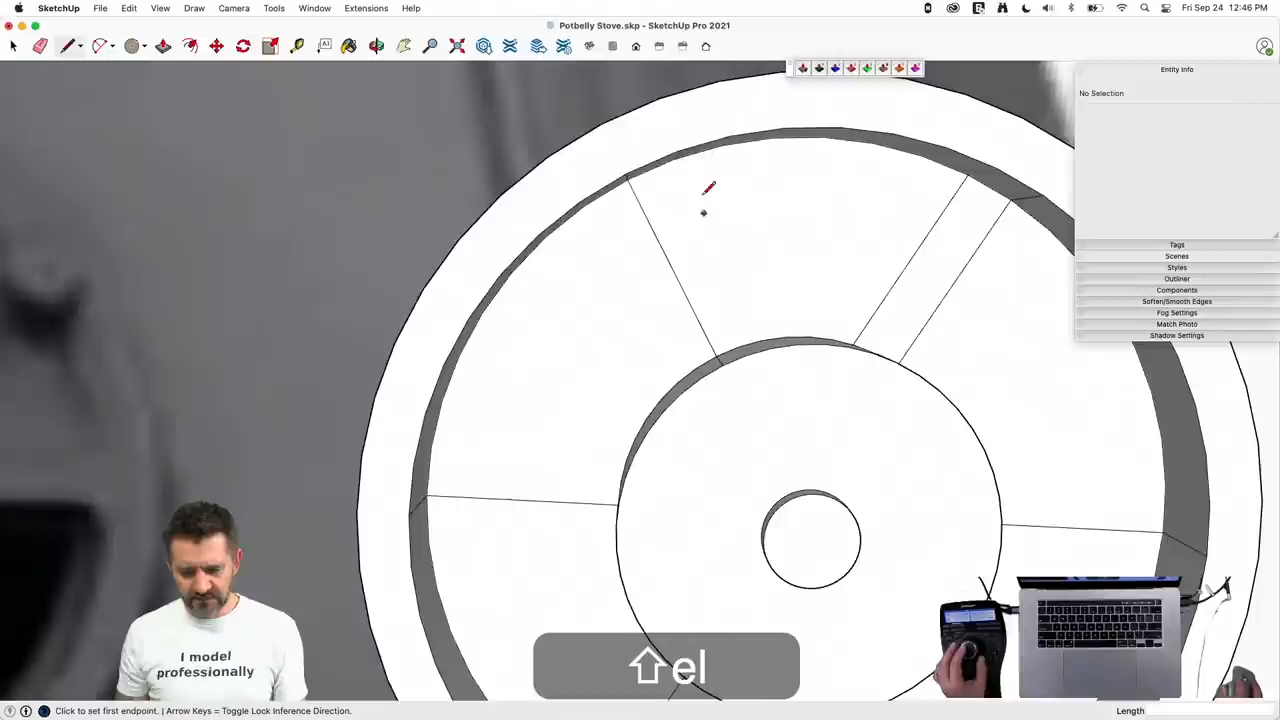 SketchUp File Edit View Draw Camera Tools Window Extensions Help
Fri Sep 24 12:46 PM
Potbelly Stove.skp - SketchUp Pro 2021
Entity Info
No Selection
Tags
Scenes
Styles
Outliner
Components
Soften/Smooth Edges
Fog Settings
Match Photo
Shadow Settings
I model
professionally
⇧el
Click to set first endpoint. | Arrow Keys = Toggle Lock Inference Direction.
Length